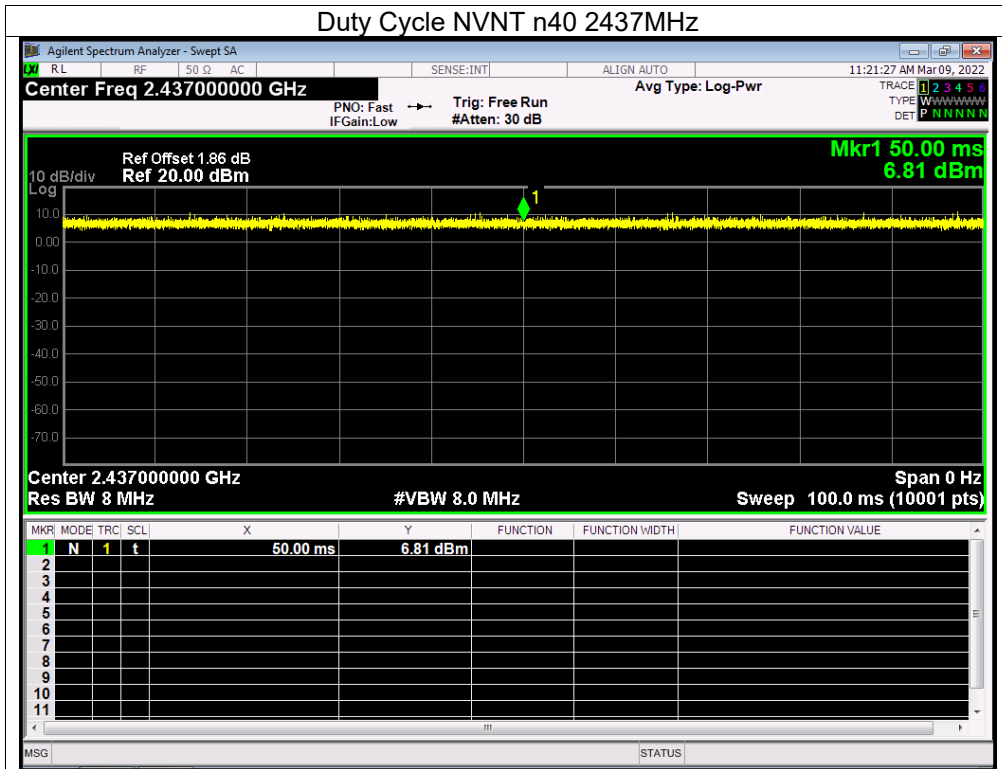 Duty Cycle NVNT n40 2437MHz
Agilent Spectrum Analyzer - Swept SA
LXI RL RF 50 Ω AC SENSE:INT ALIGN AUTO 11:21:27 AM Mar 09, 2022
Center Freq 2.437000000 GHz Avg Type: Log-Pwr TRACE 1 2 3 4 5 6
PNO: Fast Trig: Free Run TYPE WWWWWWW
IFGain:Low #Atten: 30 dB DET P N N N N N
Mkr1 50.00 ms
6.81 dBm
Ref Offset 1.86 dB
10 dB/div Ref 20.00 dBm
Log
1
10.0
0.00
-10.0
-20.0
-30.0
-40.0
-50.0
-60.0
-70.0
Center 2.437000000 GHz Span 0 Hz
Res BW 8 MHz #VBW 8.0 MHz Sweep 100.0 ms (10001 pts)
MKR MODE TRC SCL X Y FUNCTION FUNCTION WIDTH FUNCTION VALUE
1 N 1 t 50.00 ms 6.81 dBm
2
3
4
5
6
7
8
9
10
11
MSG STATUS